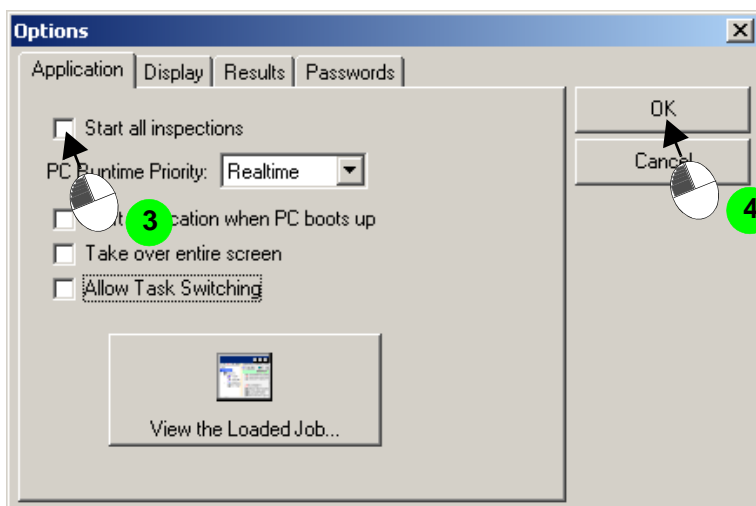 Options
Application Display Results Passwords
OK
Start all inspections
Cancel
PC Runtime Priority: Realtime
3 when PC boots up
4
Take over entire screen
Allow Task Switching
View the Loaded Job...